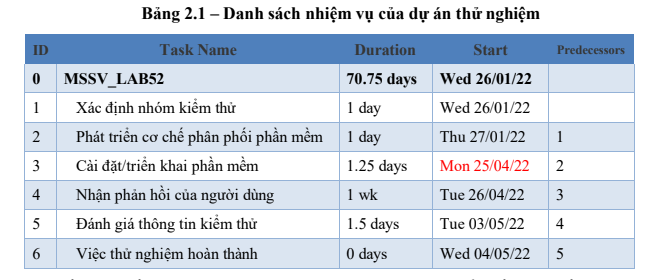 Bảng 2.1 – Danh sách nhiệm vụ của dự án thử nghiệm
ID Task Name Duration Start Predecessors
0 MSSV_LAB52 70.75 days Wed 26/01/22
1 Xác định nhóm kiểm thử 1 day Wed 26/01/22
2 Phát triển cơ chế phân phối phần mềm 1 day Thu 27/01/22 1
3 Cài đặt/triển khai phần mềm 1.25 days Mon 25/04/22 2
4 Nhận phản hồi của người dùng 1 wk Tue 26/04/22 3
5 Đánh giá thông tin kiểm thử 1.5 days Tue 03/05/22 4
6 Việc thử nghiệm hoàn thành 0 days Wed 04/05/22 5